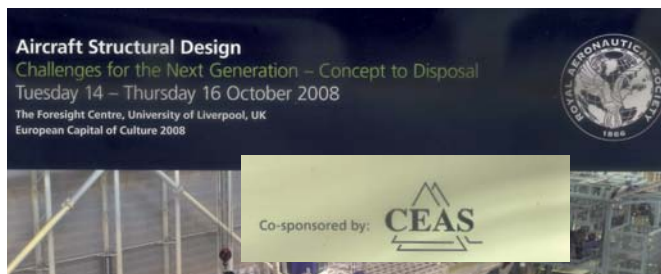 Aircraft Structural Design
Challenges for the Next Generation – Concept to Disposal
Tuesday 14 – Thursday 16 October 2008
The Foresight Centre, University of Liverpool, UK
European Capital of Culture 2008
ROYAL AERONAUTICAL SOCIETY
1866
Co-sponsored by:
CEAS